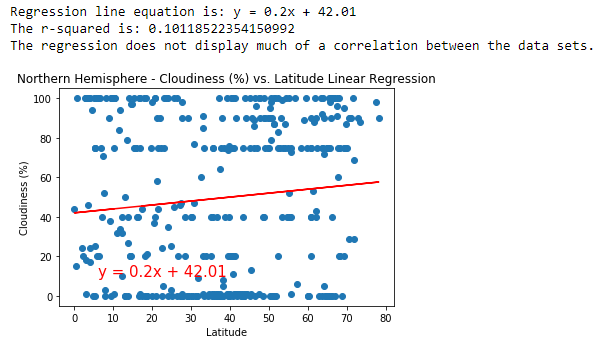 Regression line equation is: y = 0.2x + 42.01
The r-squared is: 0.10118522354150992
The regression does not display much of a correlation between the data sets.
Northern Hemisphere - Cloudiness (%) vs. Latitude Linear Regression
100
80
60
40
20
0
Cloudiness (%)
y = 0.2x + 42.01
0 10 20 30 40 50 60 70 80
Latitude